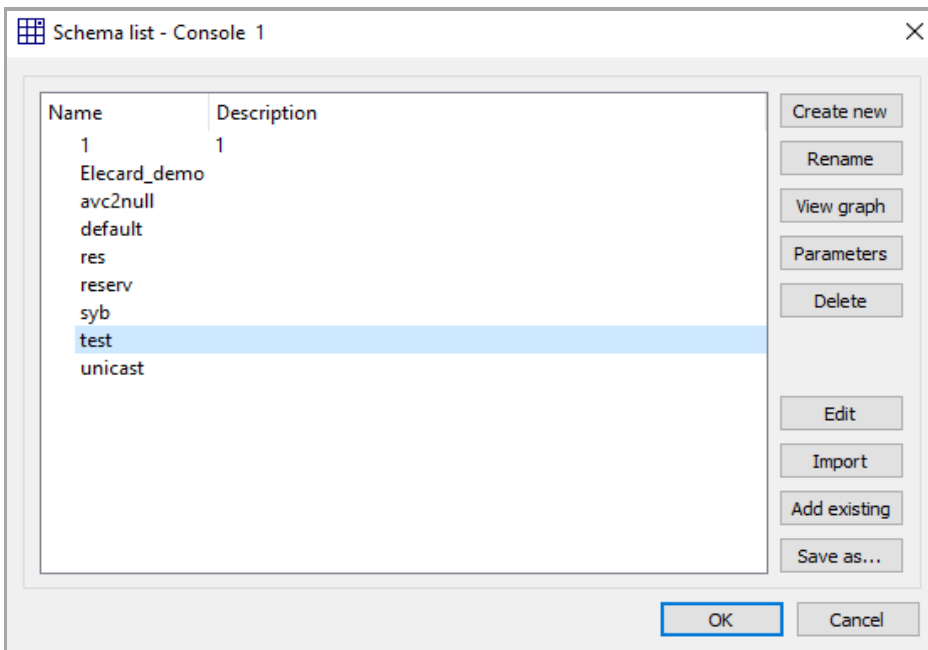 Schema list - Console 1
Name Description
1 1
Elecard_demo
avc2null
default
res
reserv
syb
test
unicast
Create new
Rename
View graph
Parameters
Delete
Edit
Import
Add existing
Save as...
OK Cancel